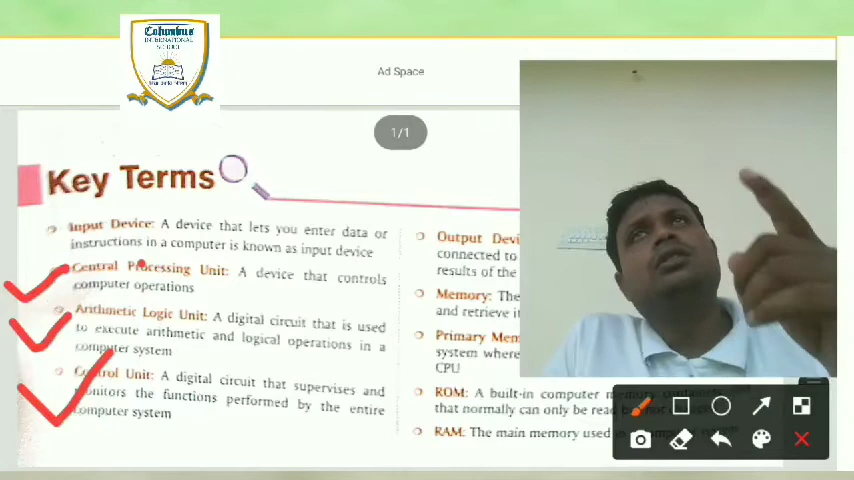 Columbus
INTERNATIONAL
SCHOOL
Ad Space
1/1
Key Terms
Input Device: A device that lets you enter data or
instructions in a computer is known as input device
Central Processing Unit: A device that controls
computer operations
Arithmetic Logic Unit: A digital circuit that is used
to execute arithmetic and logical operations in a
computer system
Control Unit: A digital circuit that supervises and
monitors the functions performed by the entire
computer system
Output Devi
connected to
results of the
Memory: The
and retrieve i
Primary Mem
system where
CPU
ROM: A built-in computer memory
that normally can only be read but not
RAM: The main memory used in